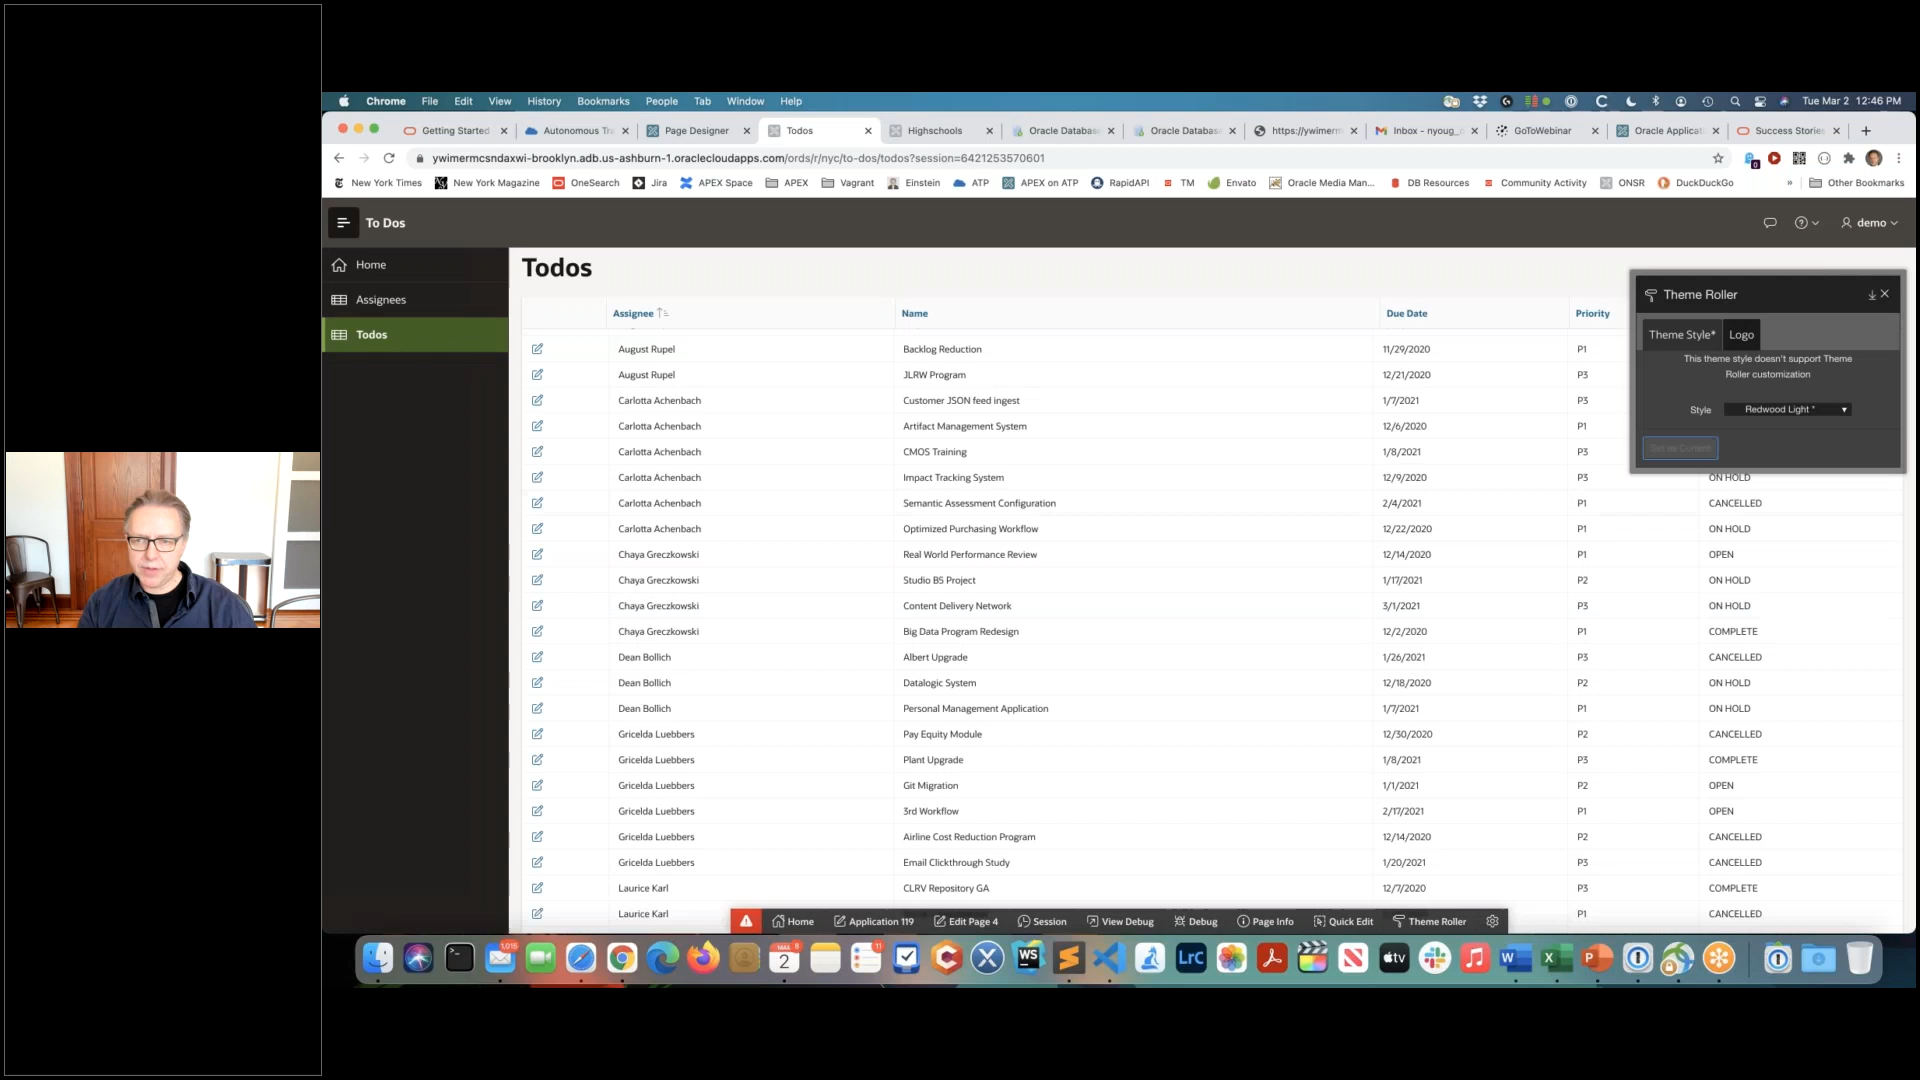 Chrome File Edit View History Bookmarks People Tab Window Help Tue Mar 2 12:46 PM
Getting Started Autonomous Tra Page Designer Todos Highschools Oracle Databas Oracle Databas https://ywimerm Inbox - nyoug_c GoToWebinar Oracle Applicati Success Stories
ywimermcsndaxwi-brooklyn.adb.us-ashburn-1.oraclecloudapps.com/ords/r/nyc/to-dos/todos?session=6421253570601
New York Times New York Magazine OneSearch Jira APEX Space APEX Vagrant Einstein ATP APEX on ATP RapidAPI TM Envato Oracle Media Man... DB Resources Community Activity ONSR DuckDuckGo » Other Bookmarks
To Dos demo
Home
Assignees
Todos
Todos
Assignee Name Due Date Priority
August Rupel Backlog Reduction 11/29/2020 P1
August Rupel JLRW Program 12/21/2020 P3
Carlotta Achenbach Customer JSON feed ingest 1/7/2021 P3
Carlotta Achenbach Artifact Management System 12/6/2020 P1
Carlotta Achenbach CMOS Training 1/8/2021 P3
Carlotta Achenbach Impact Tracking System 12/9/2020 P3 ON HOLD
Carlotta Achenbach Semantic Assessment Configuration 2/4/2021 P1 CANCELLED
Carlotta Achenbach Optimized Purchasing Workflow 12/22/2020 P1 ON HOLD
Chaya Greczkowski Real World Performance Review 12/14/2020 P1 OPEN
Chaya Greczkowski Studio B5 Project 1/17/2021 P2 ON HOLD
Chaya Greczkowski Content Delivery Network 3/1/2021 P3 ON HOLD
Chaya Greczkowski Big Data Program Redesign 12/2/2020 P1 COMPLETE
Dean Bollich Albert Upgrade 1/26/2021 P3 CANCELLED
Dean Bollich Datalogic System 12/18/2020 P2 ON HOLD
Dean Bollich Personal Management Application 1/7/2021 P1 ON HOLD
Gricelda Luebbers Pay Equity Module 12/30/2020 P2 CANCELLED
Gricelda Luebbers Plant Upgrade 1/8/2021 P3 COMPLETE
Gricelda Luebbers Git Migration 1/1/2021 P2 OPEN
Gricelda Luebbers 3rd Workflow 2/17/2021 P1 OPEN
Gricelda Luebbers Airline Cost Reduction Program 12/14/2020 P2 CANCELLED
Gricelda Luebbers Email Clickthrough Study 1/20/2021 P3 CANCELLED
Laurice Karl CLRV Repository GA 12/7/2020 P3 COMPLETE
Laurice Karl P1 CANCELLED
Theme Roller
Theme Style* Logo
This theme style doesn't support Theme
Roller customization
Style Redwood Light *
Set as Current
Home Application 119 Edit Page 4 Session View Debug Debug Page Info Quick Edit Theme Roller
1,015 MAR 2 8 11 WS LrC tv W X P